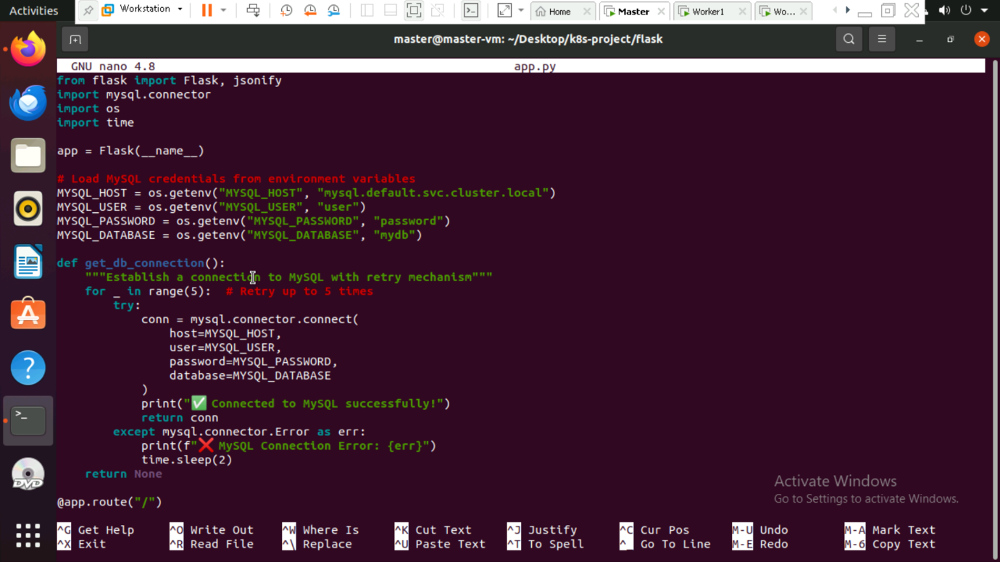 Activities
Workstation
Home
Master
Worker1
Wo...
master@master-vm: ~/Desktop/k8s-project/flask
GNU nano 4.8 app.py
from flask import Flask, jsonify
import mysql.connector
import os
import time
app = Flask(__name__)
# Load MySQL credentials from environment variables
MYSQL_HOST = os.getenv("MYSQL_HOST", "mysql.default.svc.cluster.local")
MYSQL_USER = os.getenv("MYSQL_USER", "user")
MYSQL_PASSWORD = os.getenv("MYSQL_PASSWORD", "password")
MYSQL_DATABASE = os.getenv("MYSQL_DATABASE", "mydb")
def get_db_connection():
    """Establish a connection to MySQL with retry mechanism"""
    for _ in range(5):  # Retry up to 5 times
        try:
            conn = mysql.connector.connect(
                host=MYSQL_HOST,
                user=MYSQL_USER,
                password=MYSQL_PASSWORD,
                database=MYSQL_DATABASE
            )
            print("✅ Connected to MySQL successfully!")
            return conn
        except mysql.connector.Error as err:
            print(f"❌ MySQL Connection Error: {err}")
            time.sleep(2)
    return None
@app.route("/")
Activate Windows
Go to Settings to activate Windows.
^G Get Help ^O Write Out ^W Where Is ^K Cut Text ^J Justify ^C Cur Pos M-U Undo M-A Mark Text
^X Exit ^R Read File ^\ Replace ^U Paste Text ^T To Spell ^_ Go To Line M-E Redo M-6 Copy Text